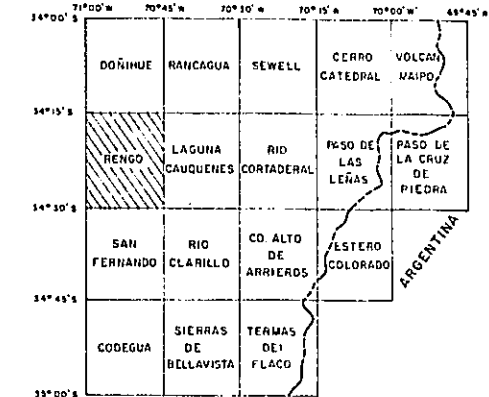 71°00'W 70°45' 70°30' 70°15' 70°00'W 69°45'
34°00'S
DOÑIHUE RANCAGUA SEWELL CERRO CATEDRAL VOLCAN MAIPO
34°15'S
RENGO LAGUNA CAUQUENES RIO CORTADERAL PASO DE LAS LEÑAS PASO DE LA CRUZ DE PIEDRA
34°30'S
SAN FERNANDO RIO CLARILLO CO. ALTO DE ARRIEROS ESTERO COLORADO ARGENTINA
34°45'S
CODEGUA SIERRAS DE BELLAVISTA TERMAS DEL FLACO
35°00'S